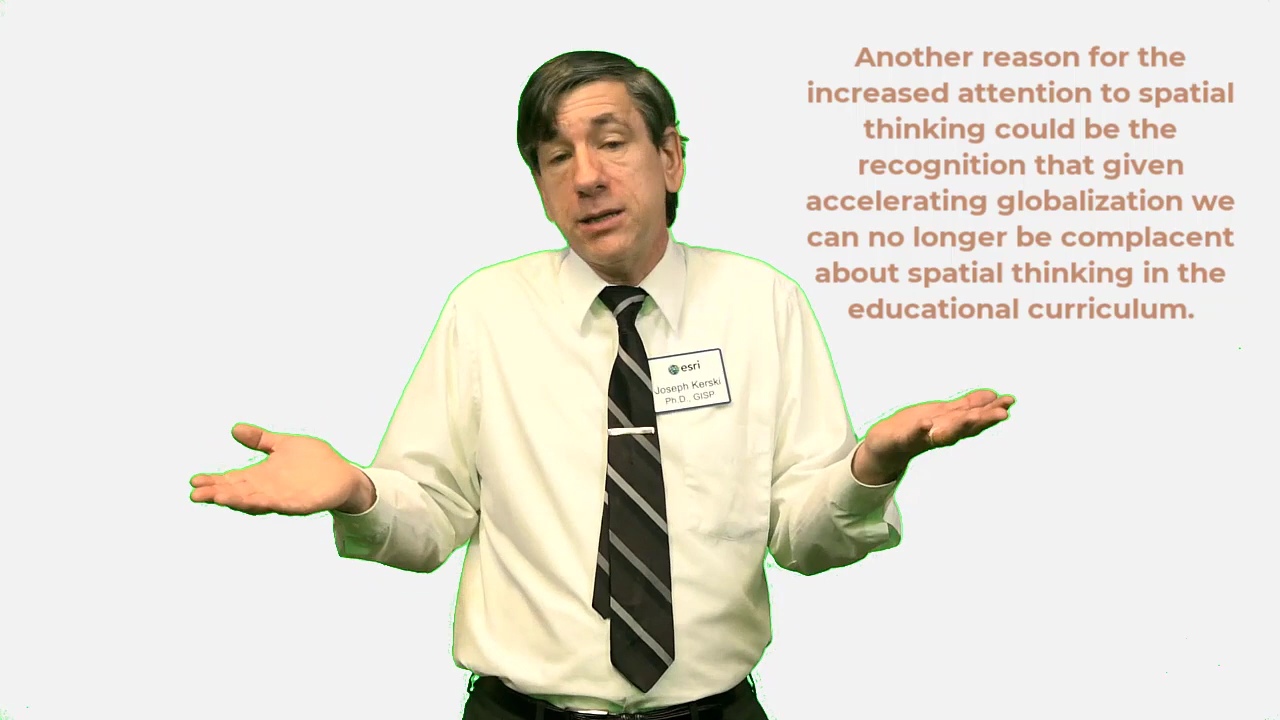 Another reason for the
increased attention to spatial
thinking could be the
recognition that given
accelerating globalization we
can no longer be complacent
about spatial thinking in the
educational curriculum.
esri
Joseph Kerski
Ph.D., GISP